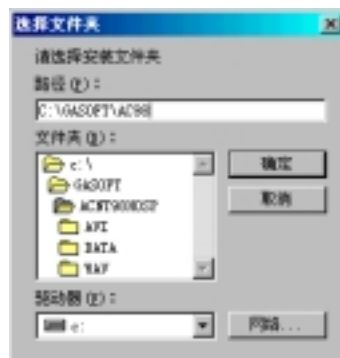 选择文件夹
请选择安装文件夹
路径(P)：
C:\GASOFT\AC98
文件夹(D)：
c:\
GASOFT
API
DATA
WAV
确定
取消
驱动器(V)：
c:
网络...